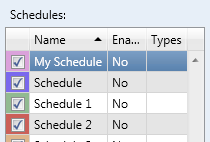 Schedules:
Name Ena... Types
My Schedule No
Schedule No
Schedule 1 No
Schedule 2 No